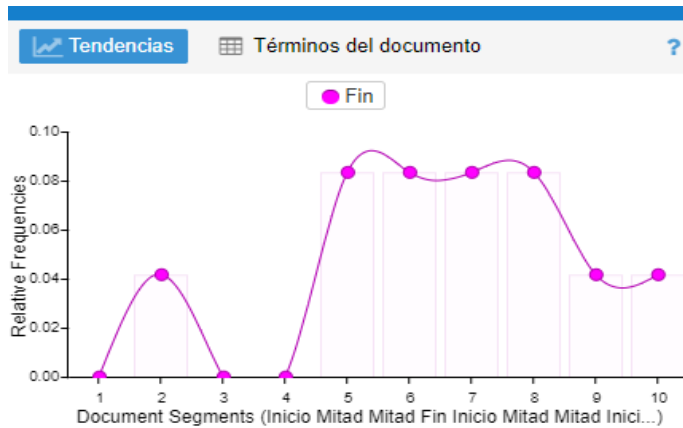 Tendencias Términos del documento ?
Fin
0.10
0.08
0.06
0.04
0.02
0.00
Relative Frequencies
1 2 3 4 5 6 7 8 9 10
Document Segments (Inicio Mitad Mitad Fin Inicio Mitad Mitad Inici...)